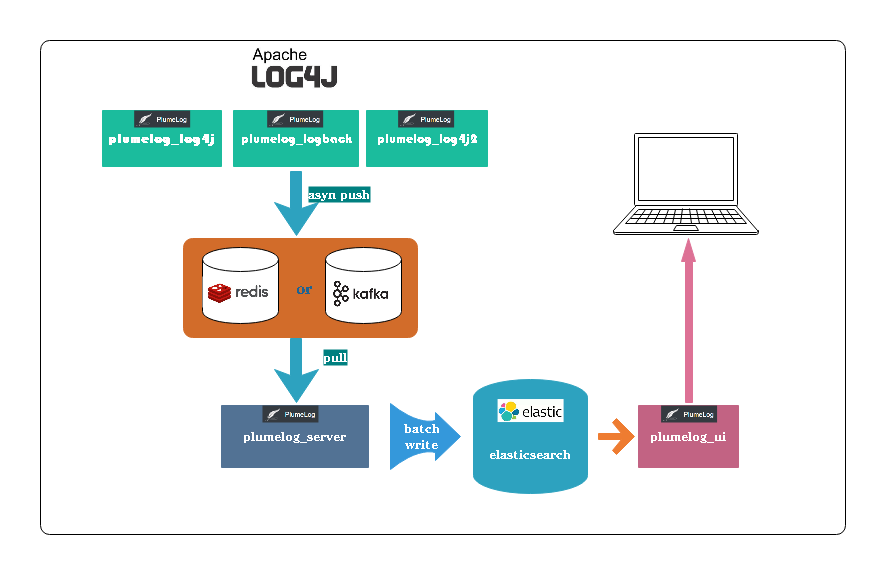 Apache
LOG4J
PlumeLog
plumelog_log4j
PlumeLog
plumelog_logback
PlumeLog
plumelog_log4j2
asyn push
redis
or
kafka
pull
PlumeLog
plumelog_server
batch
write
elastic
elasticsearch
PlumeLog
plumelog_ui